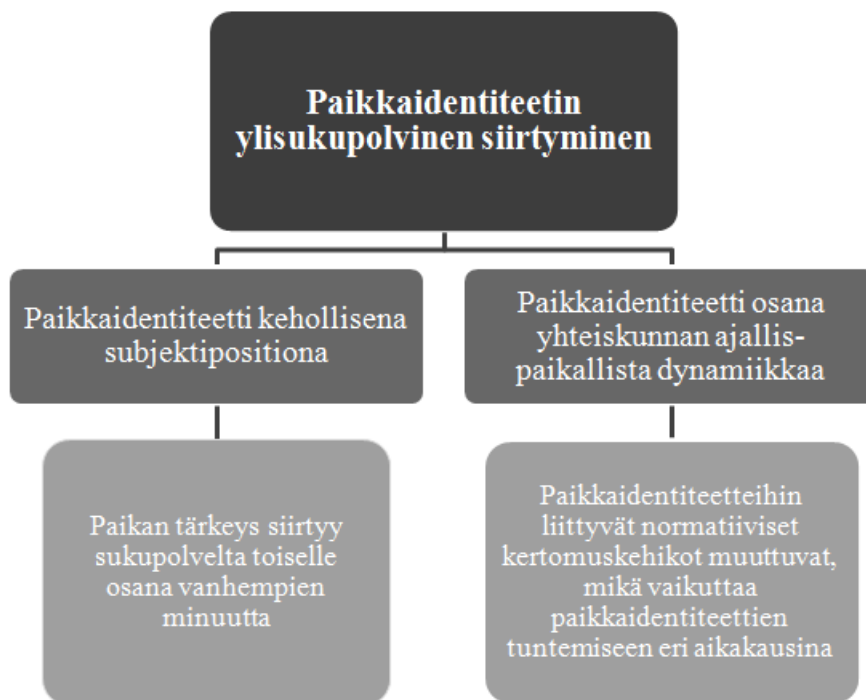 Paikkaidentiteetin
ylisukupolvinen siirtyminen
Paikkaidentiteetti kehollisena
subjektipositiona
Paikkaidentiteetti osana
yhteiskunnan ajallis-
paikallista dynamiikkaa
Paikan tärkeys siirtyy
sukupolvelta toiselle
osana vanhempien
minuutta
Paikkaidentiteetteihin
liittyvät normatiiviset
kertomuskehikot muuttuvat,
mikä vaikuttaa
paikkaidentiteettien
tuntemiseen eri aikakausina